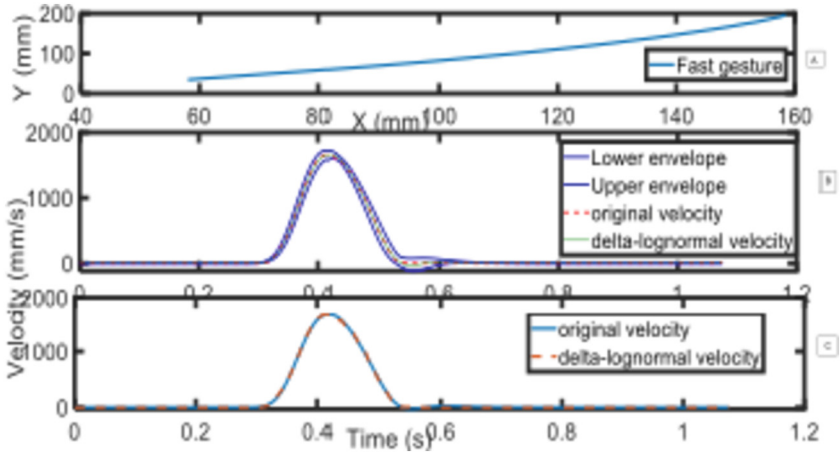 200
100
0
Y (mm)
Fast gesture
A
40 60 80 100 120 140 160
X (mm)
2000
1000
0
Lower envelope
Upper envelope
original velocity
delta-lognormal velocity
B
0 0.2 0.4 0.6 0.8 1 1.2
Velocity (mm/s)
2000
1000
0
original velocity
delta-lognormal velocity
C
0 0.2 0.4 0.6 0.8 1 1.2
Time (s)